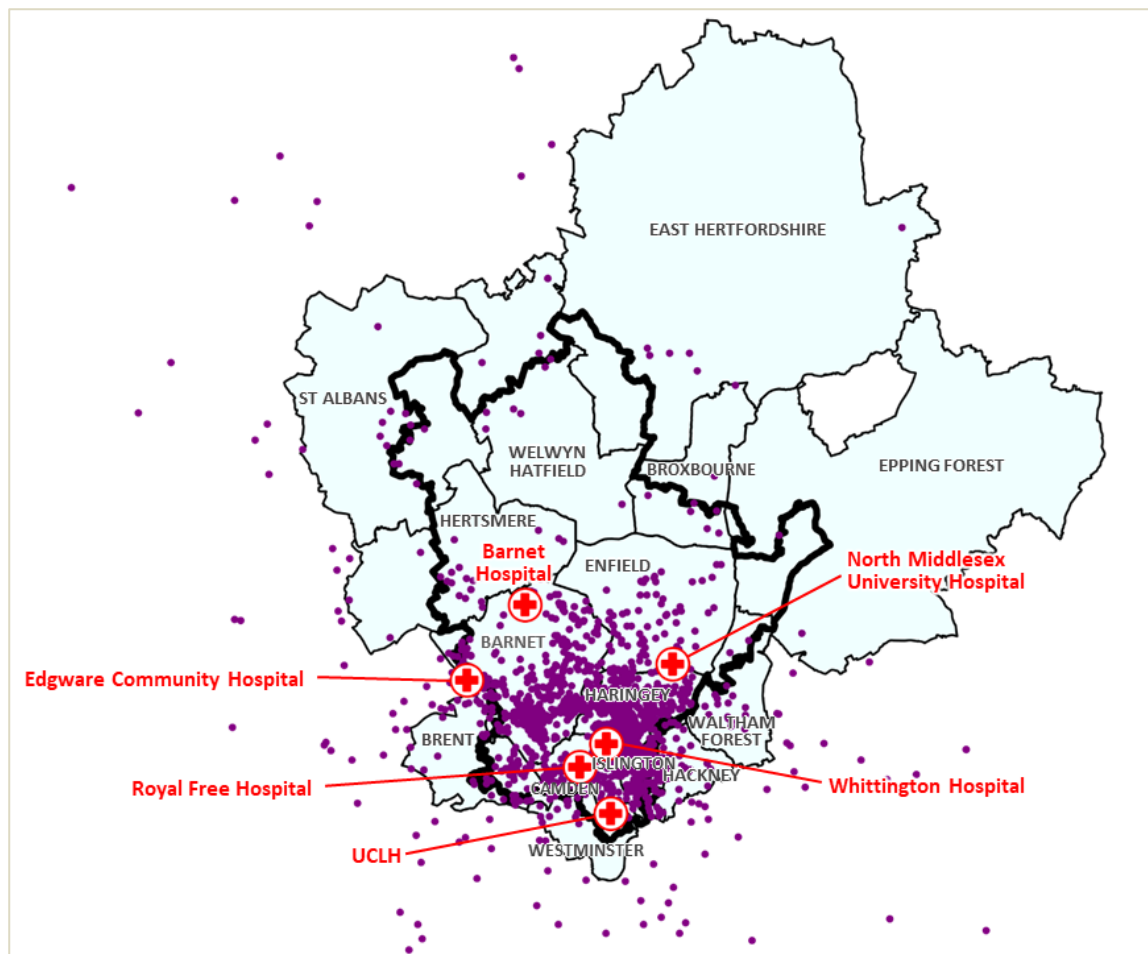 EAST HERTFORDSHIRE
ST ALBANS
WELWYN
HATFIELD
BROXBOURNE
EPPING FOREST
HERTSMERE
Barnet
Hospital
ENFIELD
North Middlesex
University Hospital
BARNET
Edgware Community Hospital
HARINGEY
WALTHAM
FOREST
BRENT
ISLINGTON
HACKNEY
Royal Free Hospital
CAMDEN
Whittington Hospital
UCLH
WESTMINSTER